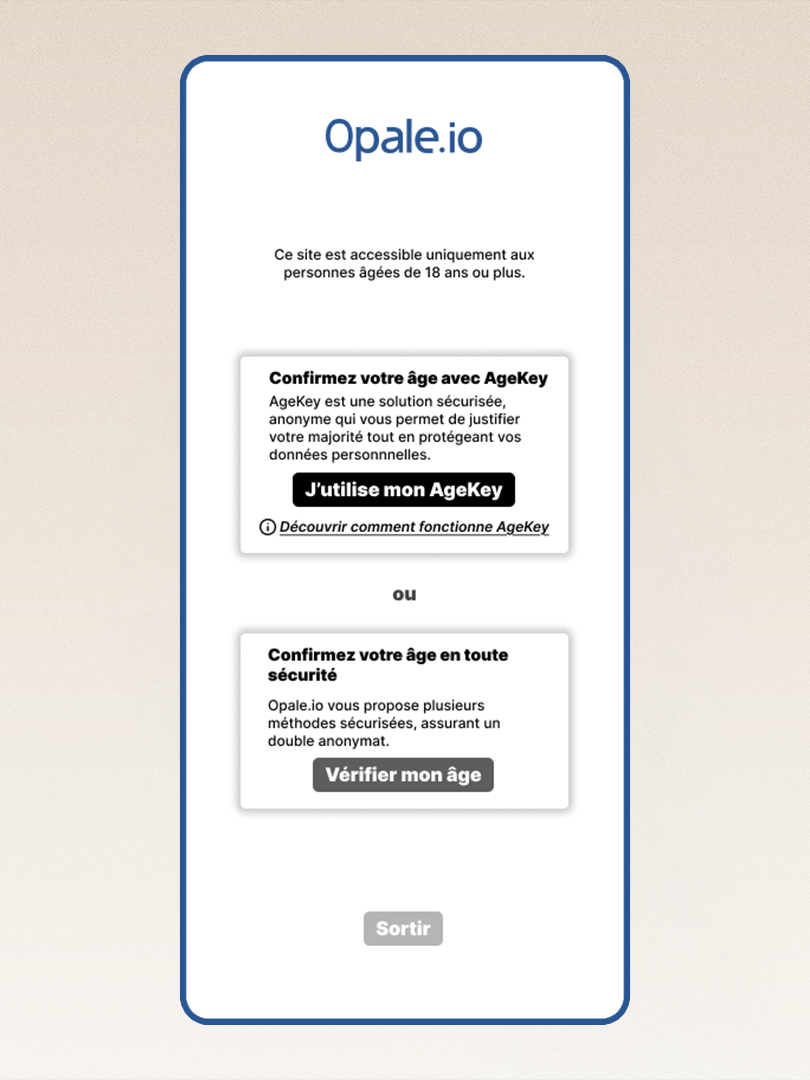 Opale.io
Ce site est accessible uniquement aux
personnes âgées de 18 ans ou plus.
Confirmez votre âge avec AgeKey
AgeKey est une solution sécurisée,
anonyme qui vous permet de justifier
votre majorité tout en protégeant vos
données personnnelles.
J’utilise mon AgeKey
Découvrir comment fonctionne AgeKey
ou
Confirmez votre âge en toute
sécurité
Opale.io vous propose plusieurs
méthodes sécurisées, assurant un
double anonymat.
Vérifier mon âge
Sortir